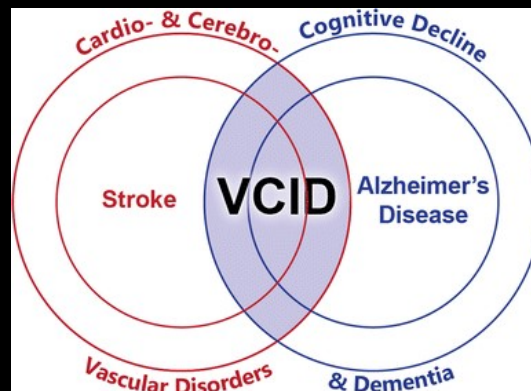 Cardio- & Cerebro-
Vascular Disorders
Cognitive Decline
& Dementia
Stroke
VCID
Alzheimer's
Disease